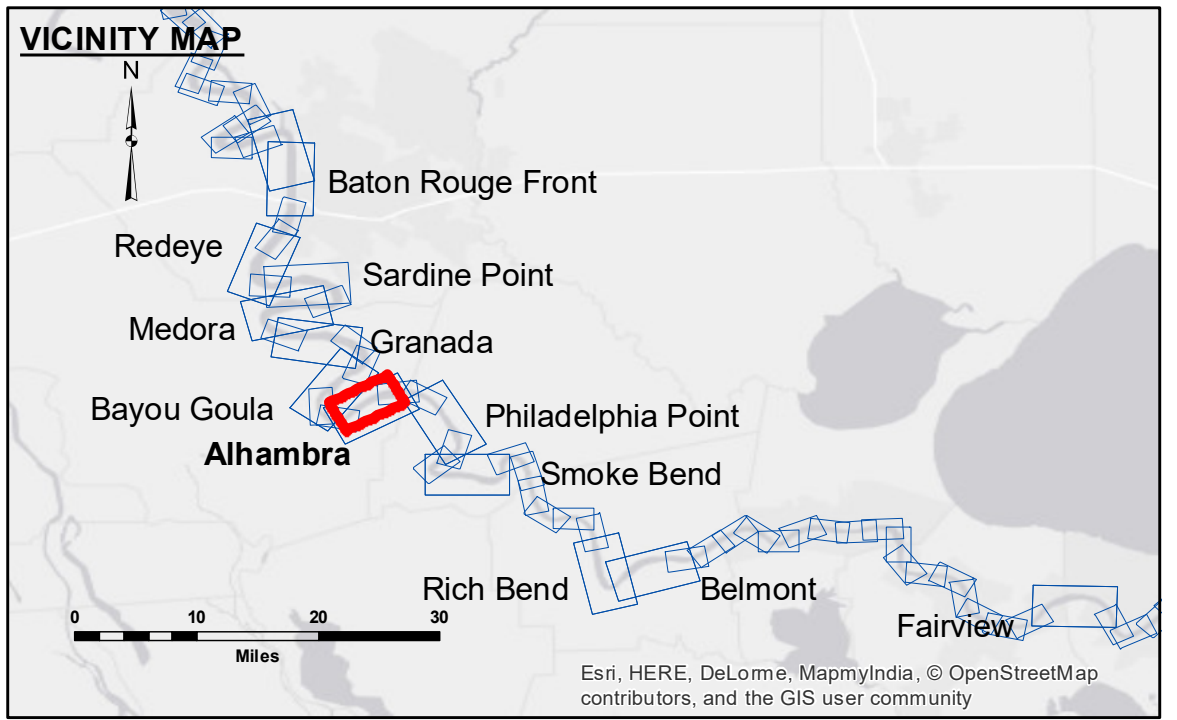 VICINITY MAP
N
Baton Rouge Front
Redeye
Sardine Point
Medora
Granada
Bayou Goula
Philadelphia Point
Alhambra
Smoke Bend
Rich Bend
Belmont
Fairview
0 10 20 30
Miles
Esri, HERE, DeLorme, MapmyIndia, © OpenStreetMap
contributors, and the GIS user community